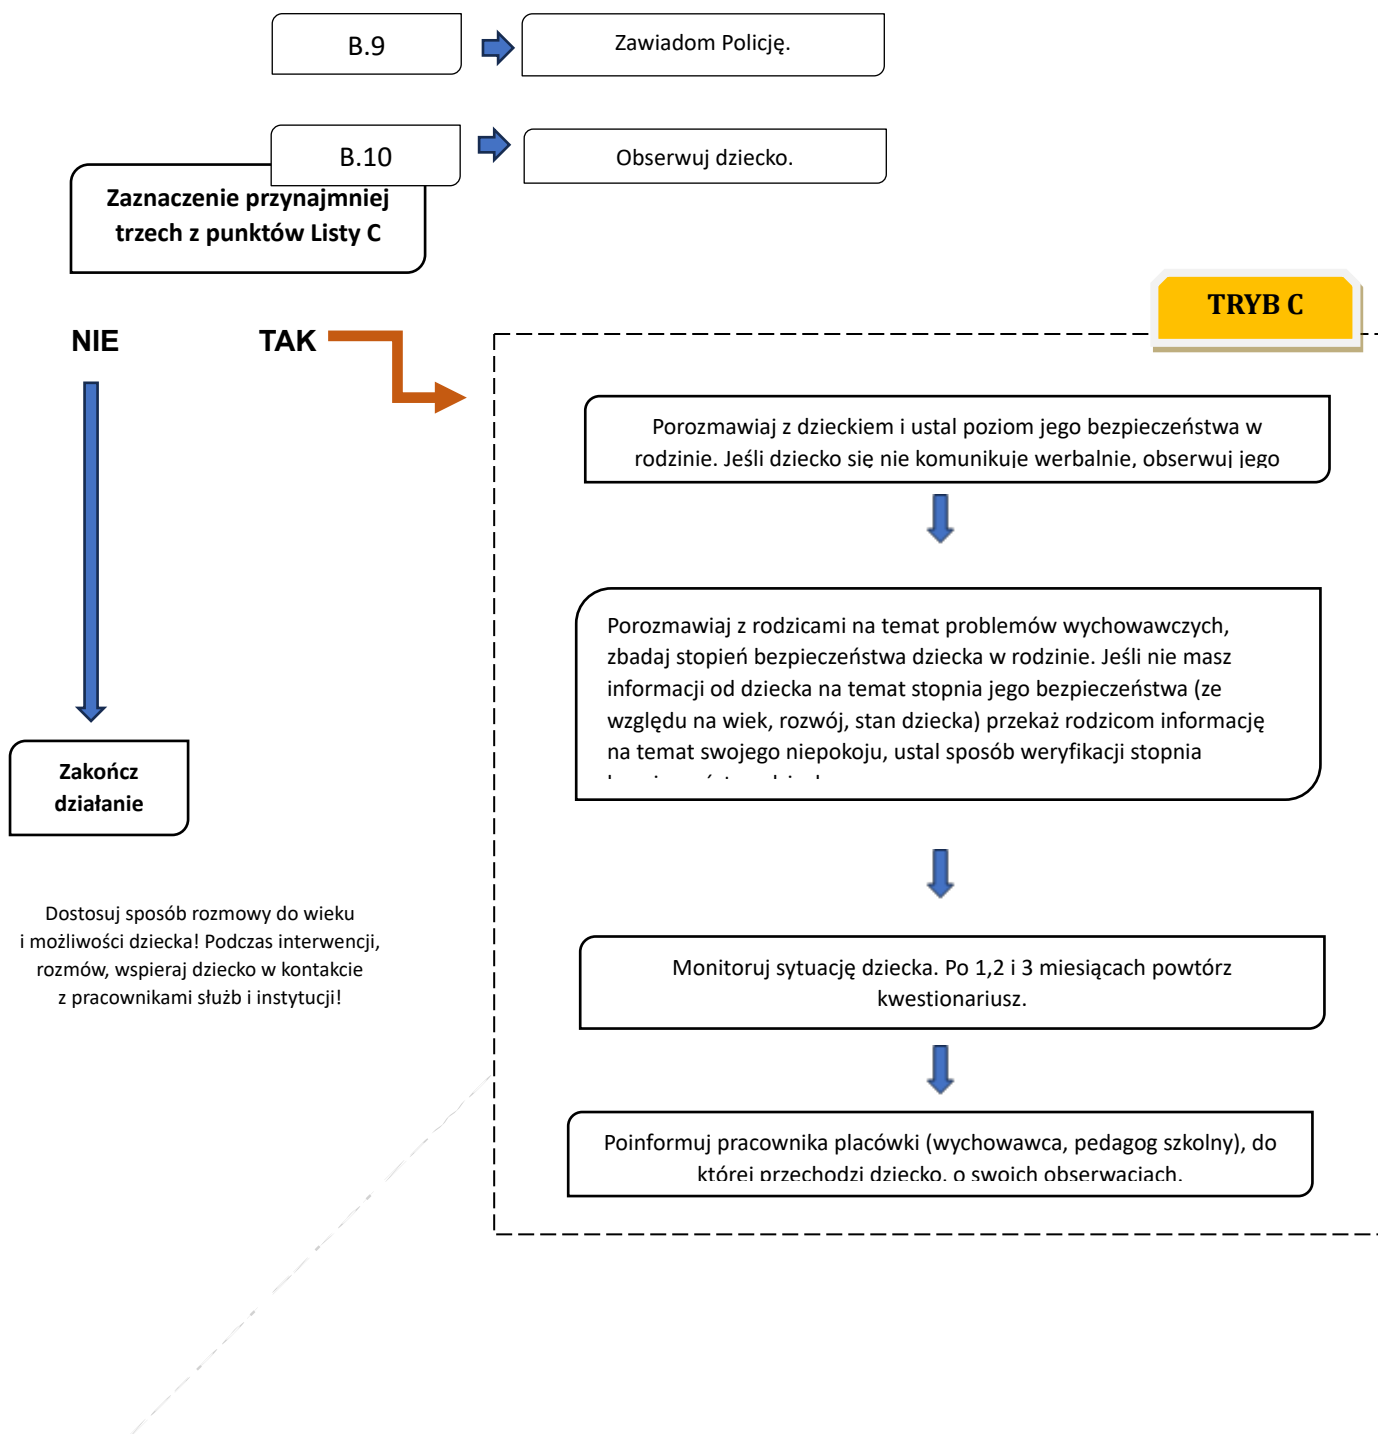 B.9
Zawiadom Policję.
B.10
Obserwuj dziecko.
Zaznaczenie przynajmniej
trzech z punktów Listy C
TRYB C
NIE
TAK
Porozmawiaj z dzieckiem i ustal poziom jego bezpieczeństwa w
rodzinie. Jeśli dziecko się nie komunikuje werbalnie, obserwuj jego
Porozmawiaj z rodzicami na temat problemów wychowawczych,
zbadaj stopień bezpieczeństwa dziecka w rodzinie. Jeśli nie masz
informacji od dziecka na temat stopnia jego bezpieczeństwa (ze
względu na wiek, rozwój, stan dziecka) przekaż rodzicom informację
na temat swojego niepokoju, ustal sposób weryfikacji stopnia
Zakończ
działanie
Dostosuj sposób rozmowy do wieku
i możliwości dziecka! Podczas interwencji,
rozmów, wspieraj dziecko w kontakcie
z pracownikami służb i instytucji!
Monitoruj sytuację dziecka. Po 1,2 i 3 miesiącach powtórz
kwestionariusz.
Poinformuj pracownika placówki (wychowawca, pedagog szkolny), do
której przechodzi dziecko, o swoich obserwacjach.